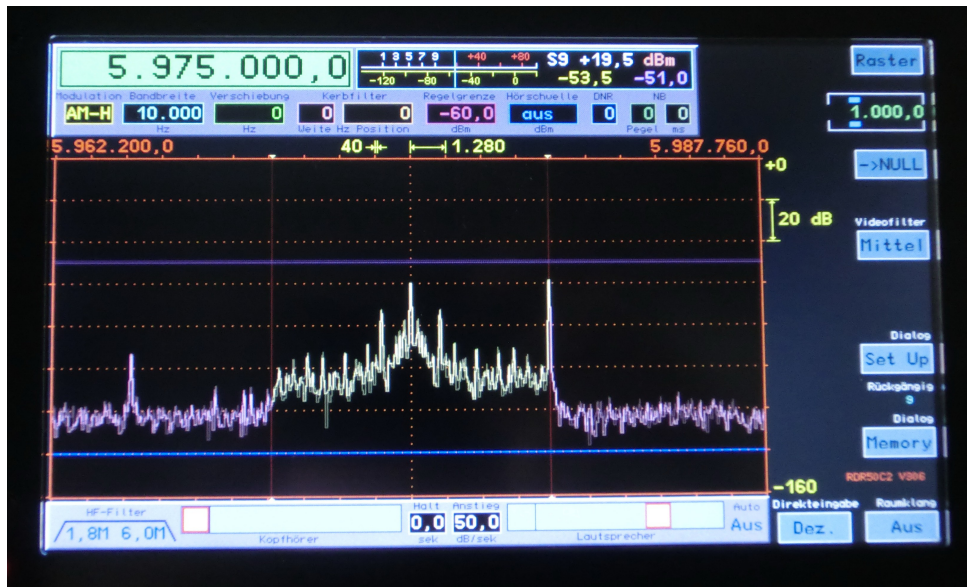 5.975.000,0
1 3 5 7 9 +40 +80 S9 +19,5 dBm
-120 -80 -40 0 -53,5 -51,0
Raster
Modulation Bandbreite Verschiebung Kerbfilter Regelgrenze Hörschwelle DNR NB
AM-H 10.000 0 0 0 -60,0 aus 0 0 0
Hz Hz Weite Hz Position dBm dBm Pegel ms
1.000,0
5.962.200,0 40 1.280 5.987.760,0
+0
->NULL
20 dB
Videofilter
Mittel
Dialog
Set Up
Rückgängig
9
Dialog
Memory
RDR50C2 V306
-160
HF-Filter
1,8M 6,0M
Kopfhörer
Halt Anstieg
0,0 50,0
sek dB/sek
Lautsprecher
Auto
Aus
Direkteingabe Raumklang
Dez. Aus